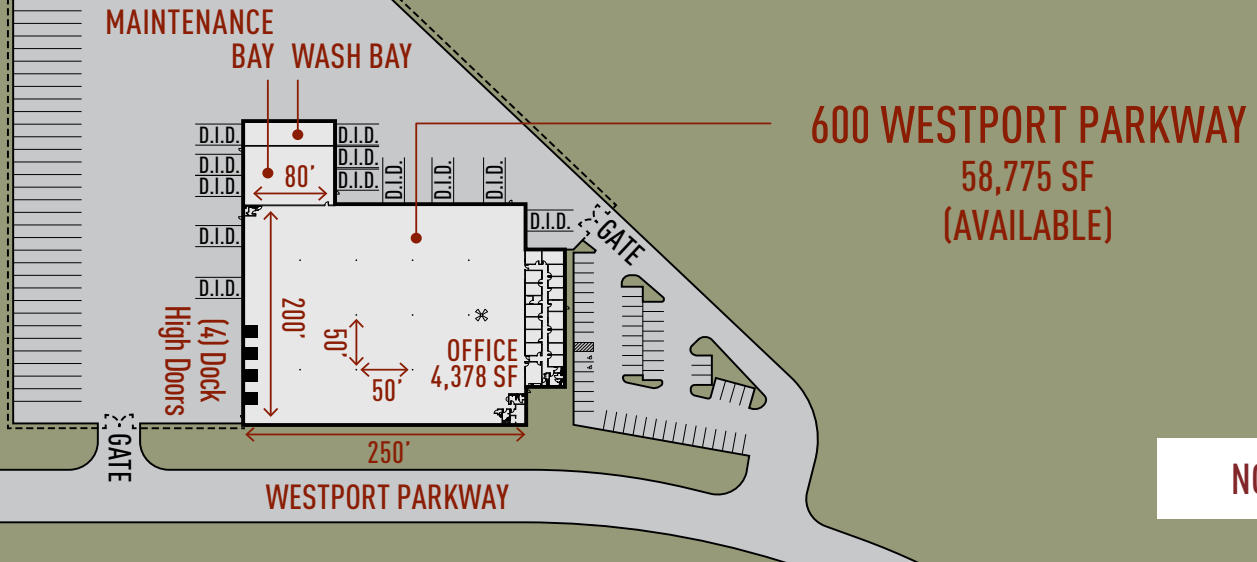 MAINTENANCE
BAY
WASH BAY
600 WESTPORT PARKWAY
58,775 SF
(AVAILABLE)
D.I.D.
D.I.D.
D.I.D.
D.I.D.
D.I.D.
D.I.D.
D.I.D.
D.I.D.
D.I.D.
D.I.D.
D.I.D.
D.I.D.
80'
200'
50'
50'
OFFICE
4,378 SF
(4) Dock
High Doors
GATE
GATE
250'
WESTPORT PARKWAY